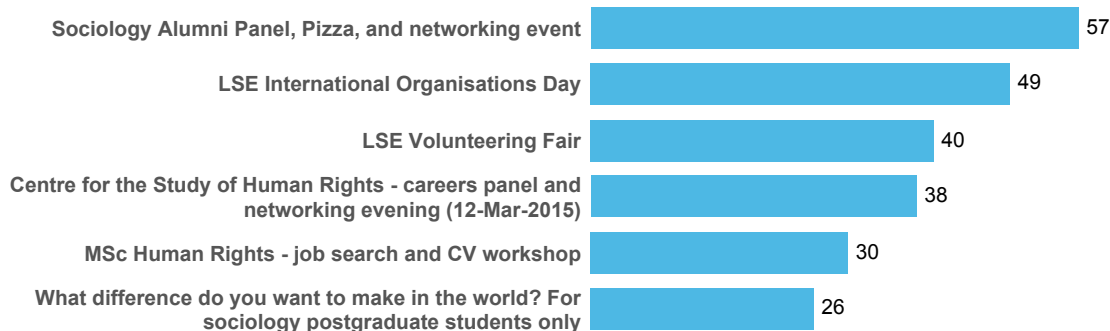 Sociology Alumni Panel, Pizza, and networking event 57
LSE International Organisations Day 49
LSE Volunteering Fair 40
Centre for the Study of Human Rights - careers panel and
networking evening (12-Mar-2015) 38
MSc Human Rights - job search and CV workshop 30
What difference do you want to make in the world? For
sociology postgraduate students only 26